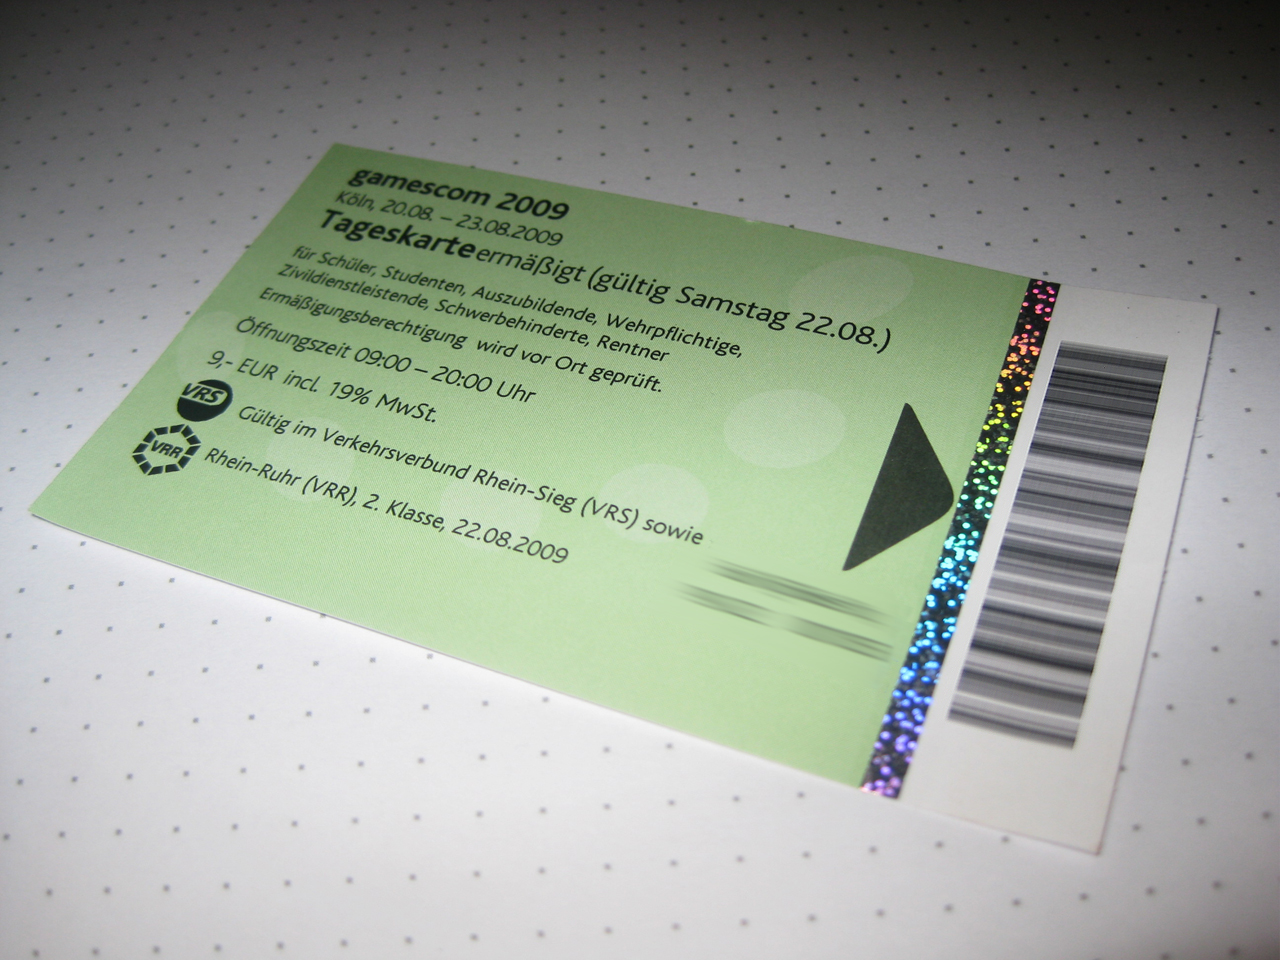 gamescom 2009
Köln, 20.08. – 23.08.2009
Tageskarte ermäßigt (gültig Samstag 22.08.)
für Schüler, Studenten, Auszubildende, Wehrpflichtige,
Zivildienstleistende, Schwerbehinderte, Rentner
Ermäßigungsberechtigung wird vor Ort geprüft.
Öffnungszeit 09:00 – 20:00 Uhr
9,- EUR incl. 19% MwSt.
VRS Gültig im Verkehrsverbund Rhein-Sieg (VRS) sowie
VRR Rhein-Ruhr (VRR), 2. Klasse, 22.08.2009